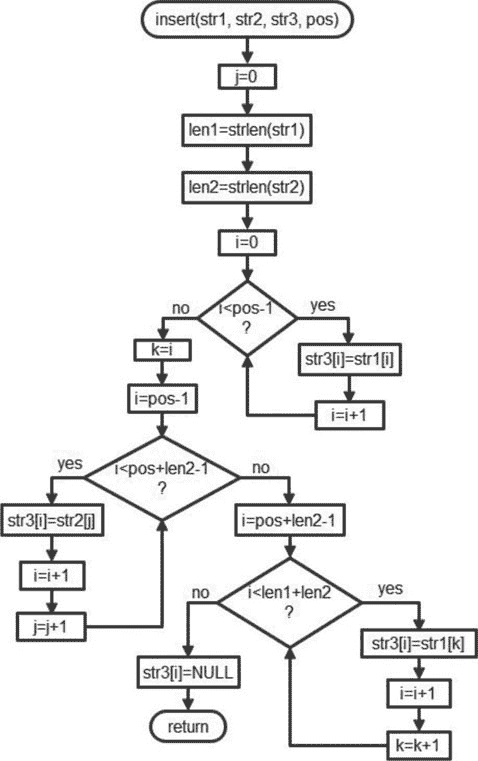 insert(str1, str2, str3, pos)
j=0
len1=strlen(str1)
len2=strlen(str2)
i=0
i<pos-1
?
no
yes
k=i
str3[i]=str1[i]
i=pos-1
i=i+1
i<pos+len2-1
?
yes
no
str3[i]=str2[j]
i=i+1
j=j+1
i=pos+len2-1
i<len1+len2
?
no
yes
str3[i]=NULL
return
str3[i]=str1[k]
i=i+1
k=k+1